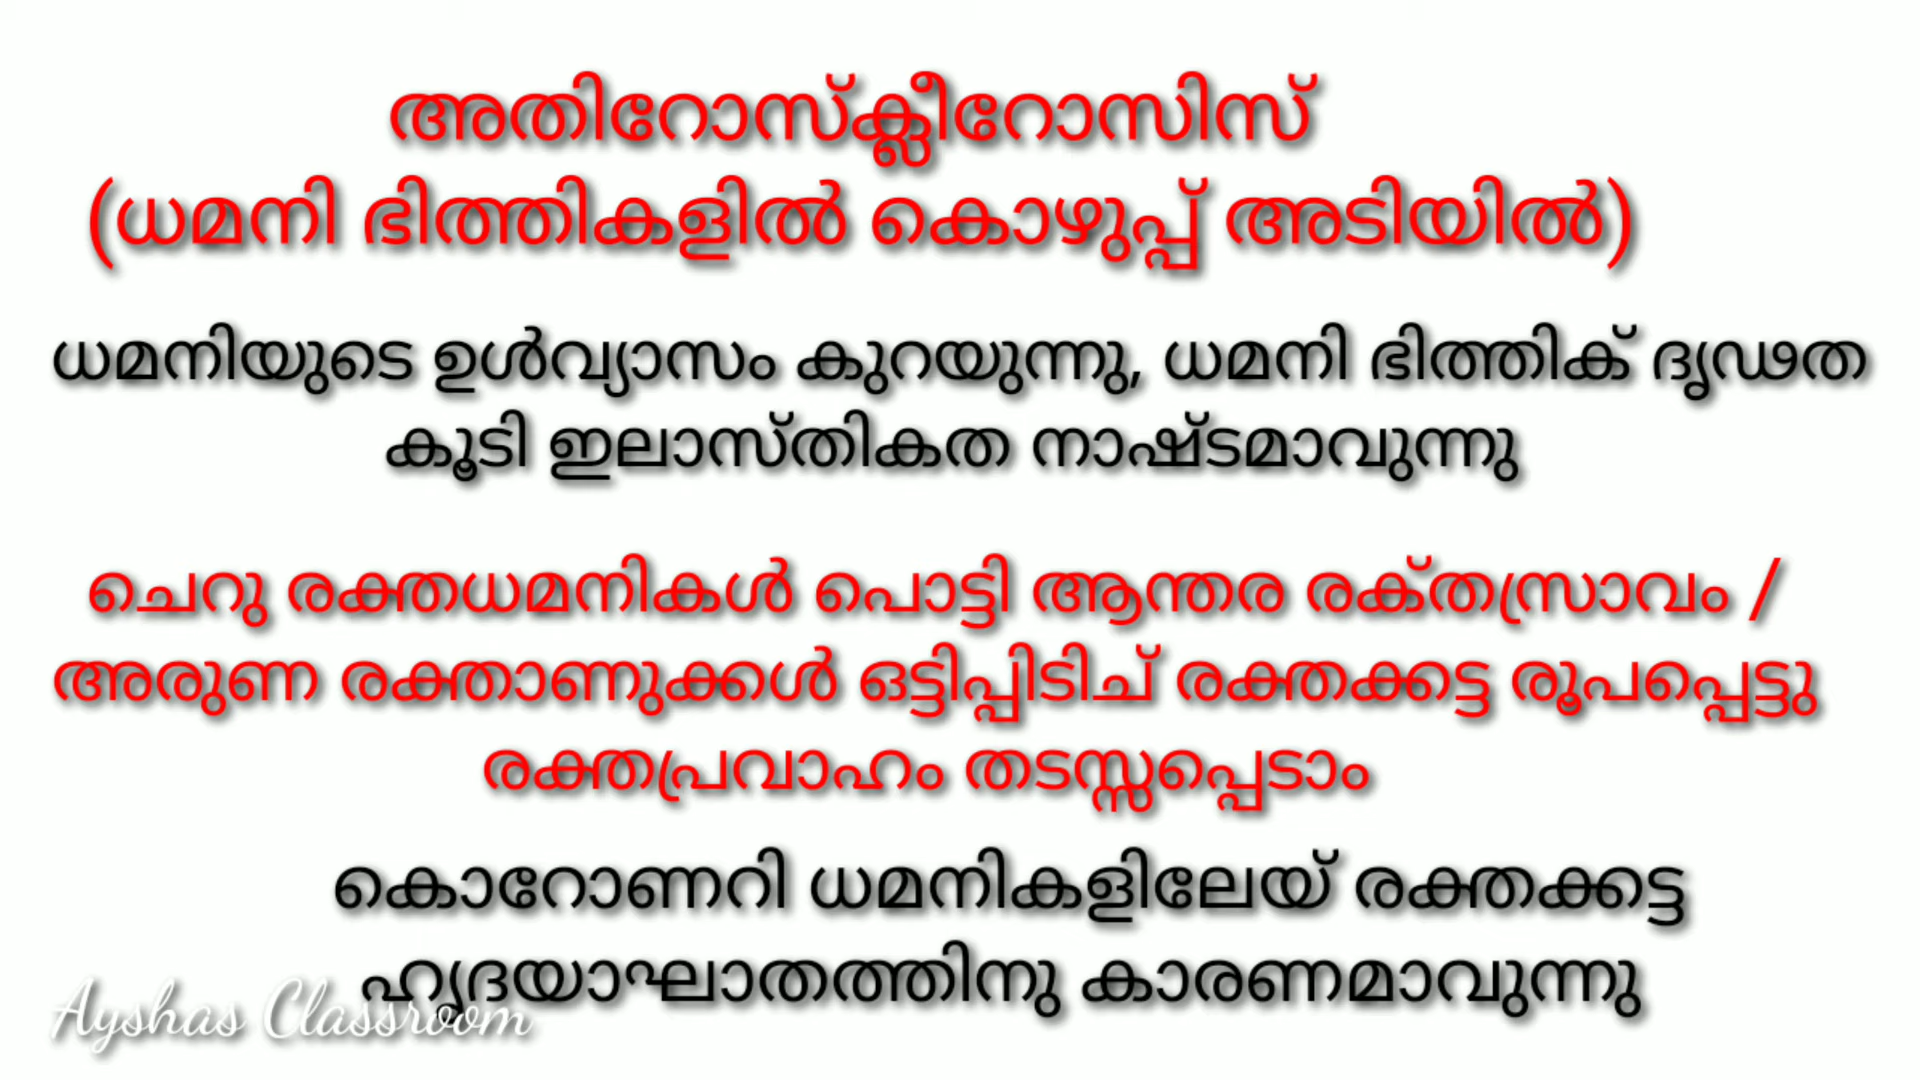 അതിറോസ്ക്ലീറോസിസ്
(ധമനി ഭിത്തികളിൽ കൊഴുപ്പ് അടിയിൽ)
ധമനിയുടെ ഉൾവ്യാസം കുറയുന്നു, ധമനി ഭിത്തിക് ദൃഢത
കൂടി ഇലാസ്തികത നാഷ്ടമാവുന്നു
ചെറു രക്തധമനികൾ പൊട്ടി ആന്തര രക്‌തസ്രാവം /
അരുണ രക്താണുക്കൾ ഒട്ടിപ്പിടിച് രക്തക്കട്ട രൂപപ്പെട്ടു
രക്തപ്രവാഹം തടസ്സപ്പെടാം
കൊറോണറി ധമനികളിലേയ് രക്തക്കട്ട
ഹൃദയാഘാതത്തിനു കാരണമാവുന്നു
Ayshas Classroom